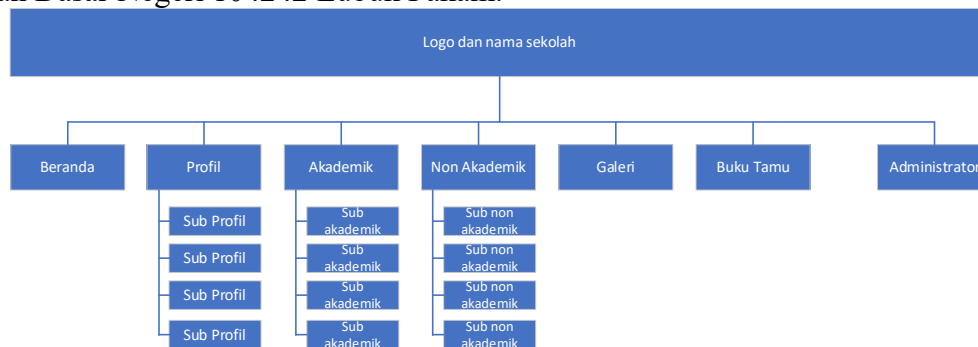 Logo dan nama sekolah
Beranda
Profil
Akademik
Non Akademik
Galeri
Buku Tamu
Administrator
Sub Profil
Sub Profil
Sub Profil
Sub Profil
Sub
akademik
Sub
akademik
Sub
akademik
Sub
akademik
Sub non
akademik
Sub non
akademik
Sub non
akademik
Sub non
akademik